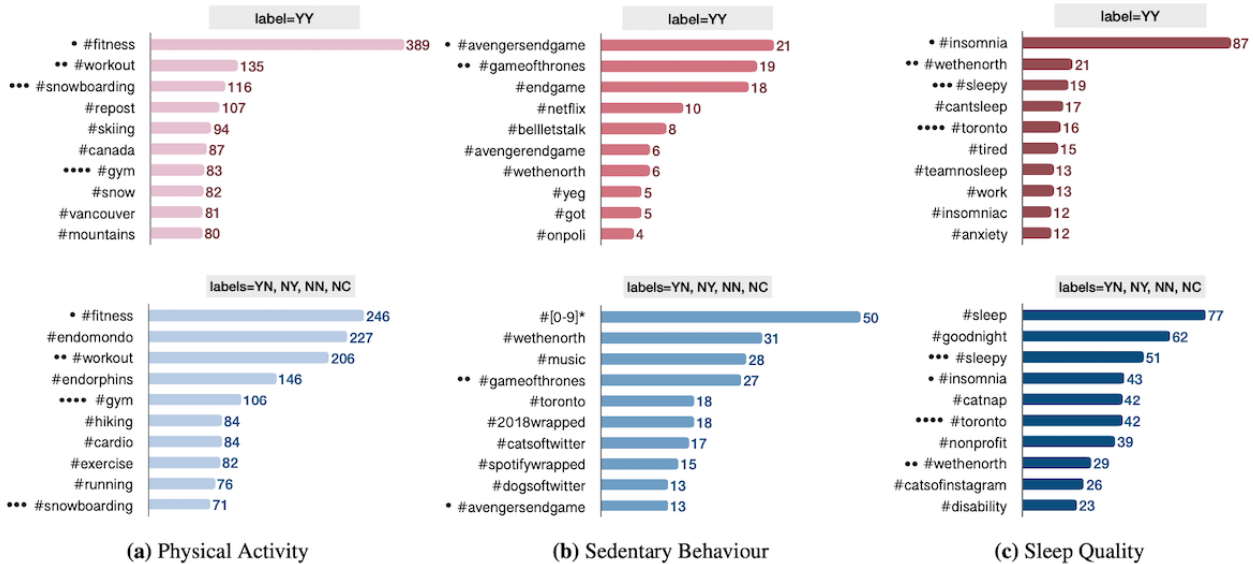 label=YY
• #fitness 389
•• #workout 135
••• #snowboarding 116
#repost 107
#skiing 94
#canada 87
•••• #gym 83
#snow 82
#vancouver 81
#mountains 80
label=YY
• #avengersendgame 21
•• #gameofthrones 19
#endgame 18
#netflix 10
#bellletstalk 8
#avengerendgame 6
#wethenorth 6
#yeg 5
#got 5
#onpoli 4
label=YY
• #insomnia 87
•• #wethenorth 21
••• #sleepy 19
#cantsleep 17
•••• #toronto 16
#tired 15
#teamnosleep 13
#work 13
#insomniac 12
#anxiety 12
labels=YN, NY, NN, NC
• #fitness 246
#endomondo 227
•• #workout 206
#endorphins 146
•••• #gym 106
#hiking 84
#cardio 84
#exercise 82
#running 76
••• #snowboarding 71
labels=YN, NY, NN, NC
#[0-9]* 50
#wethenorth 31
#music 28
•• #gameofthrones 27
#toronto 18
#2018wrapped 18
#catsoftwitter 17
#spotifywrapped 15
#dogsoftwitter 13
• #avengersendgame 13
labels=YN, NY, NN, NC
#sleep 77
#goodnight 62
••• #sleepy 51
• #insomnia 43
#catnap 42
•••• #toronto 42
#nonprofit 39
•• #wethenorth 29
#catsofinstagram 26
#disability 23
(a) Physical Activity
(b) Sedentary Behaviour
(c) Sleep Quality